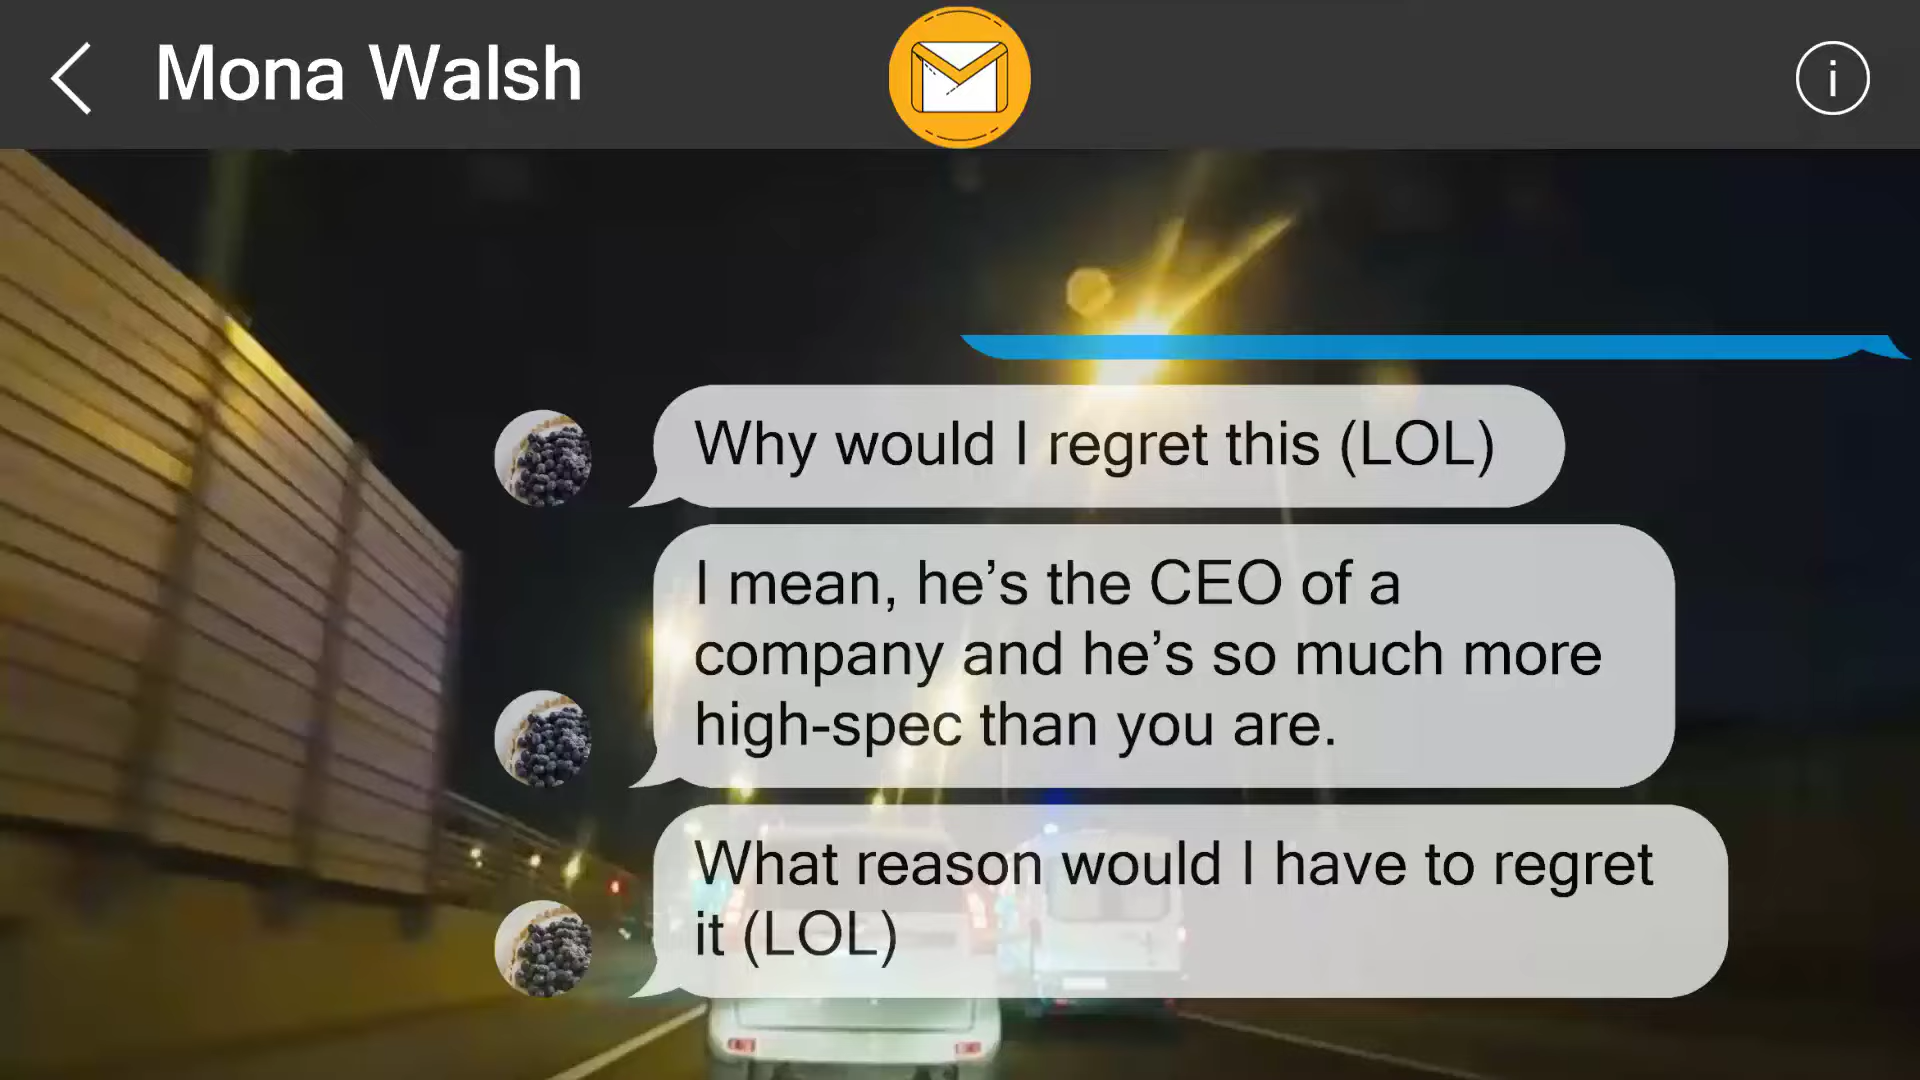 Mona Walsh
i
Why would I regret this (LOL)
I mean, he’s the CEO of a
company and he’s so much more
high-spec than you are.
What reason would I have to regret
it (LOL)